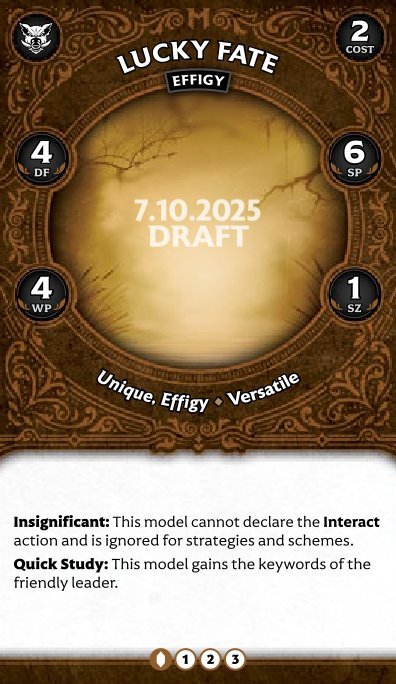 LUCKY FATE
EFFIGY
2
COST
4
DF
6
SP
7.10.2025
DRAFT
4
WP
1
SZ
Unique, Effigy ◆ Versatile
Insignificant: This model cannot declare the Interact
action and is ignored for strategies and schemes.
Quick Study: This model gains the keywords of the
friendly leader.
1 2 3